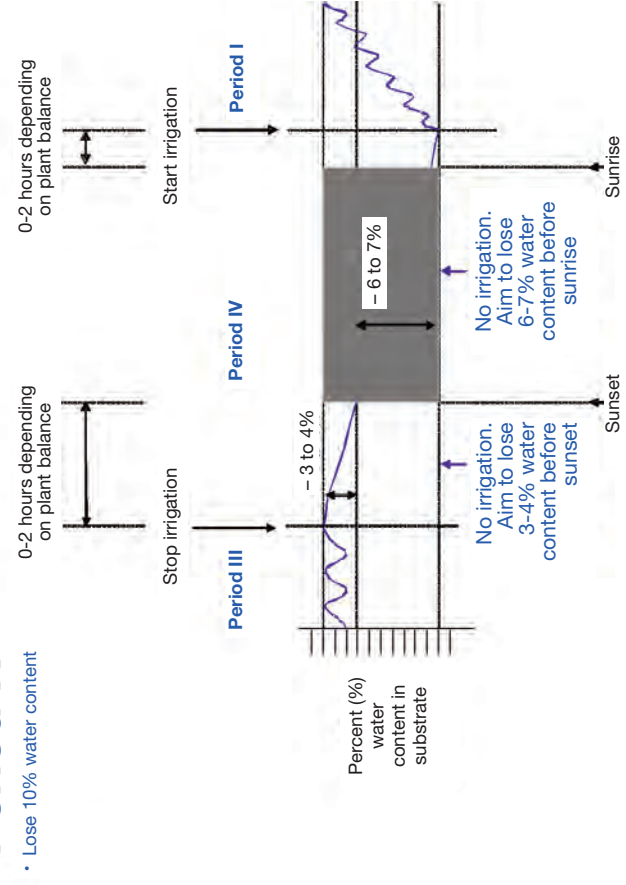 • Lose 10% water content
0-2 hours depending
on plant balance
0-2 hours depending
on plant balance
Stop irrigation
Start irrigation
Period III
Period IV
Period I
– 3 to 4%
– 6 to 7%
Percent (%)
water
content in
substrate
No irrigation.
Aim to lose
3-4% water
content before
sunset
No irrigation.
Aim to lose
6-7% water
content before
sunrise
Sunset
Sunrise